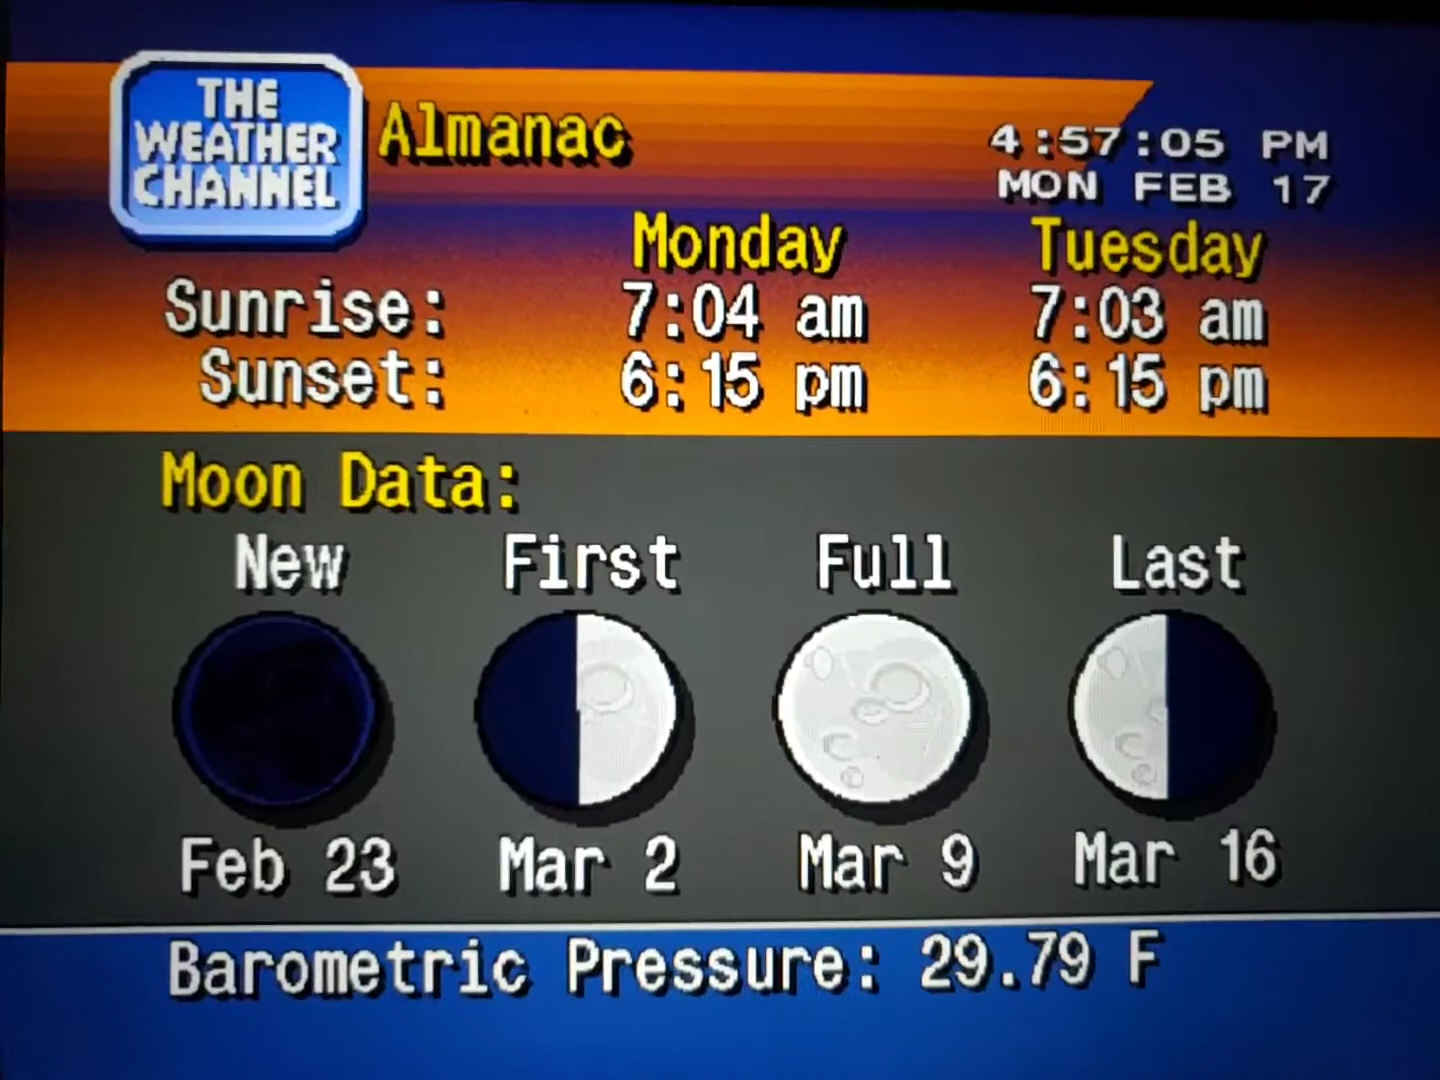 THE
WEATHER
CHANNEL
Almanac
4:57:05 PM
MON FEB 17
Monday Tuesday
Sunrise: 7:04 am 7:03 am
Sunset: 6:15 pm 6:15 pm
Moon Data:
New First Full Last
Feb 23 Mar 2 Mar 9 Mar 16
Barometric Pressure: 29.79 F